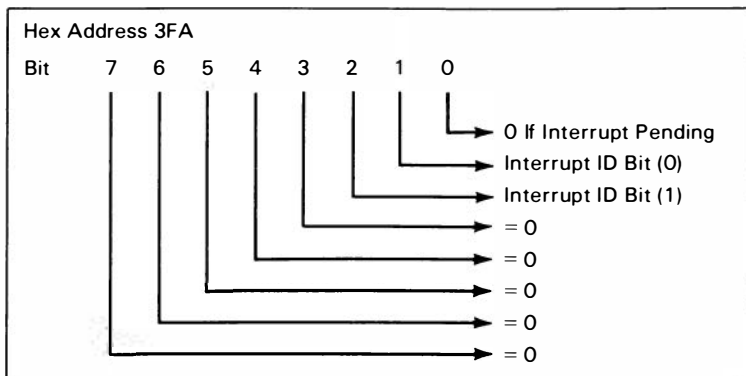 Hex Address 3FA
Bit 7 6 5 4 3 2 1 0
0 If Interrupt Pending
Interrupt ID Bit (0)
Interrupt ID Bit (1)
= 0
= 0
= 0
= 0
= 0